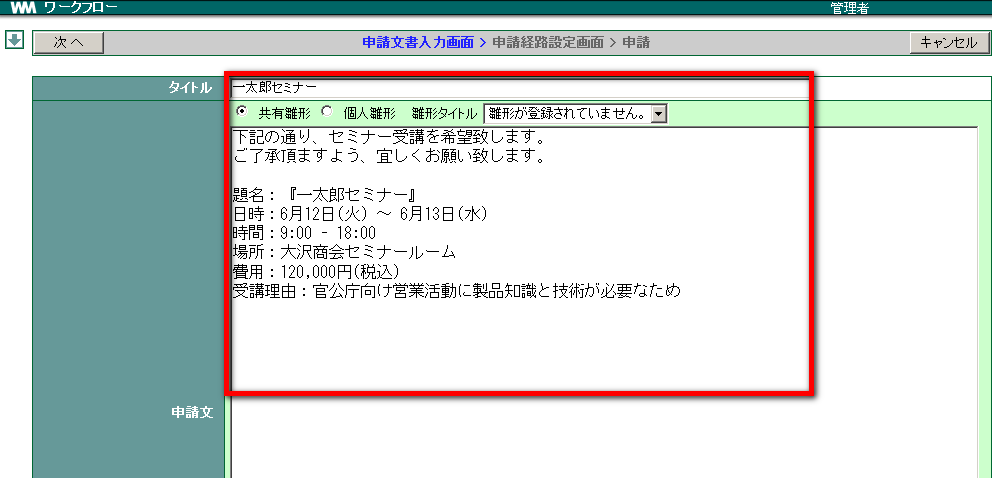 WM ワークフロー 管理者
次へ 申請文書入力画面 > 申請経路設定画面 > 申請 キャンセル
タイトル 一太郎セミナー
共有雛形 個人雛形 雛形タイトル 雛形が登録されていません。
下記の通り、セミナー受講を希望致します。
ご了承頂ますよう、宜しくお願い致します。
題名：『一太郎セミナー』
日時：6月12日(火) ～ 6月13日(水)
時間：9:00 - 18:00
場所：大沢商会セミナールーム
費用：120,000円(税込)
受講理由：官公庁向け営業活動に製品知識と技術が必要なため
申請文